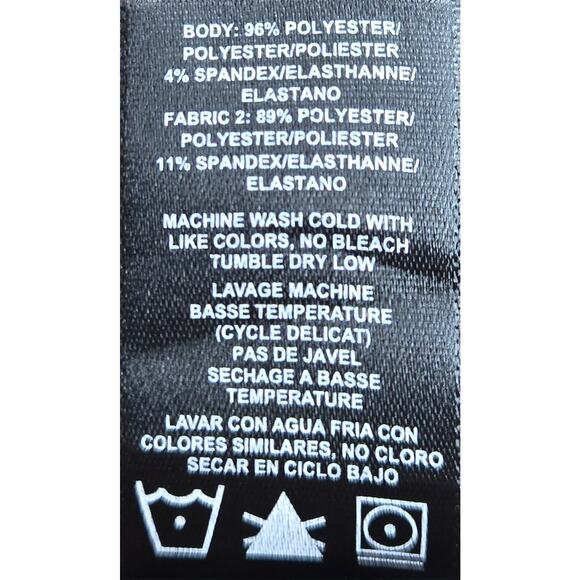 BODY: 96% POLYESTER/
POLYESTER/POLIESTER
4% SPANDEX/ELASTHANNE/
ELASTANO
FABRIC 2: 89% POLYESTER/
POLYESTER/POLIESTER
11% SPANDEX/ELASTHANNE/
ELASTANO
MACHINE WASH COLD WITH
LIKE COLORS, NO BLEACH
TUMBLE DRY LOW
LAVAGE MACHINE
BASSE TEMPERATURE
(CYCLE DELICAT)
PAS DE JAVEL
SECHAGE A BASSE
TEMPERATURE
LAVAR CON AGUA FRIA CON
COLORES SIMILARES, NO CLORO
SECAR EN CICLO BAJO